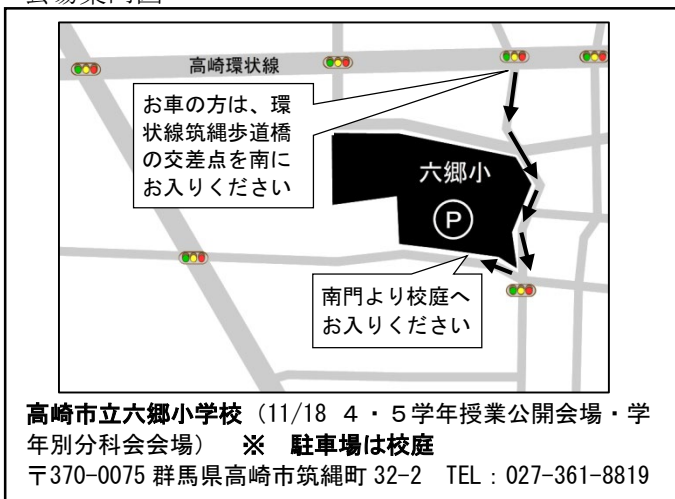 高崎環状線
お車の方は、環
状線筑縄歩道橋
の交差点を南に
お入りください
六郷小
P
南門より校庭へ
お入りください
高崎市立六郷小学校（11/18 ４・５学年授業公開会場・学
年別分科会会場） ※ 駐車場は校庭
〒370-0075 群馬県高崎市筑縄町 32-2 TEL：027-361-8819